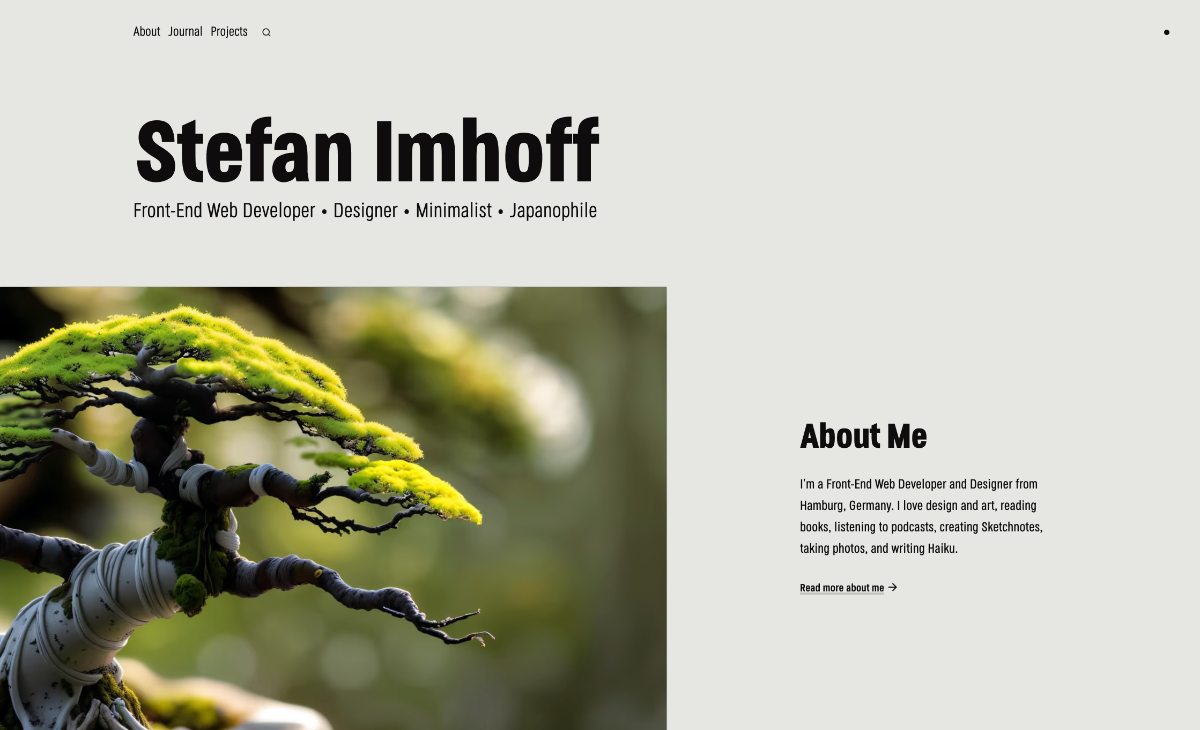 About Journal Projects
Stefan Imhoff
Front-End Web Developer • Designer • Minimalist • Japanophile
About Me
I'm a Front-End Web Developer and Designer from
Hamburg, Germany. I love design and art, reading
books, listening to podcasts, creating Sketchnotes,
taking photos, and writing Haiku.
Read more about me →